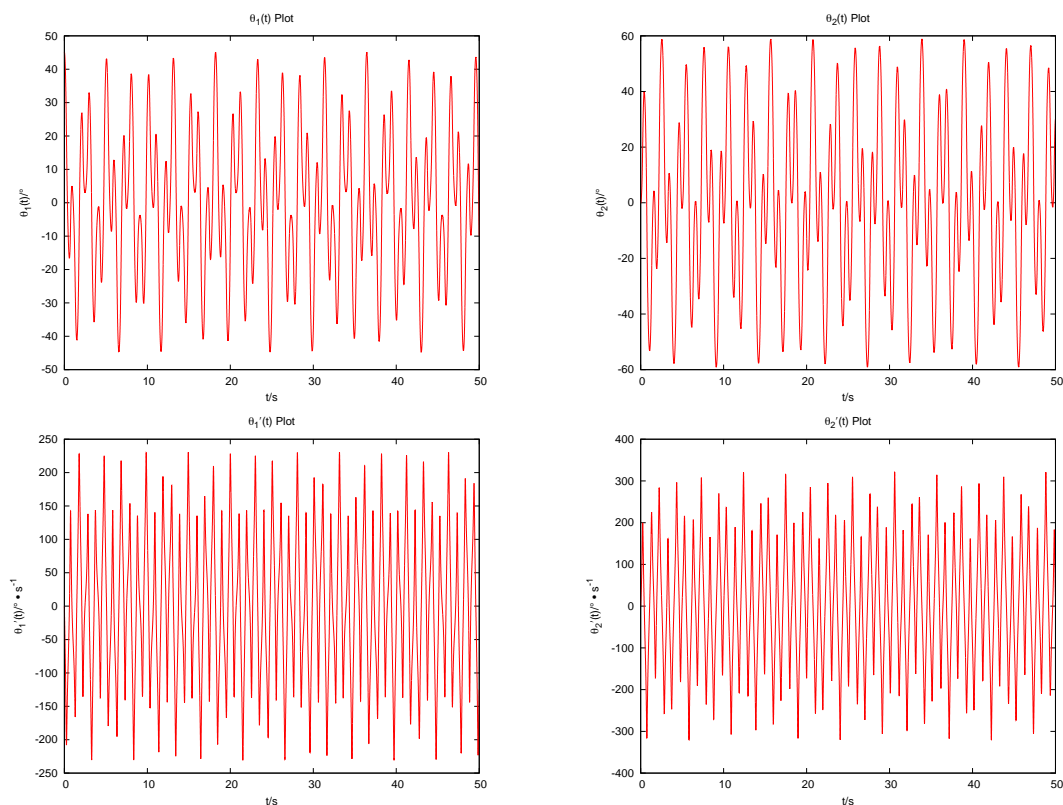 θ₁(t) Plot
50
40
30
20
10
0
-10
-20
-30
-40
-50
θ₁(t)/°
0 10 20 30 40 50
t/s
θ₂(t) Plot
60
40
20
0
-20
-40
-60
θ₂(t)/°
0 10 20 30 40 50
t/s
θ₁′(t) Plot
250
200
150
100
50
0
-50
-100
-150
-200
-250
θ₁′(t)/° • s⁻¹
0 10 20 30 40 50
t/s
θ₂′(t) Plot
400
300
200
100
0
-100
-200
-300
-400
θ₂′(t)/° • s⁻¹
0 10 20 30 40 50
t/s